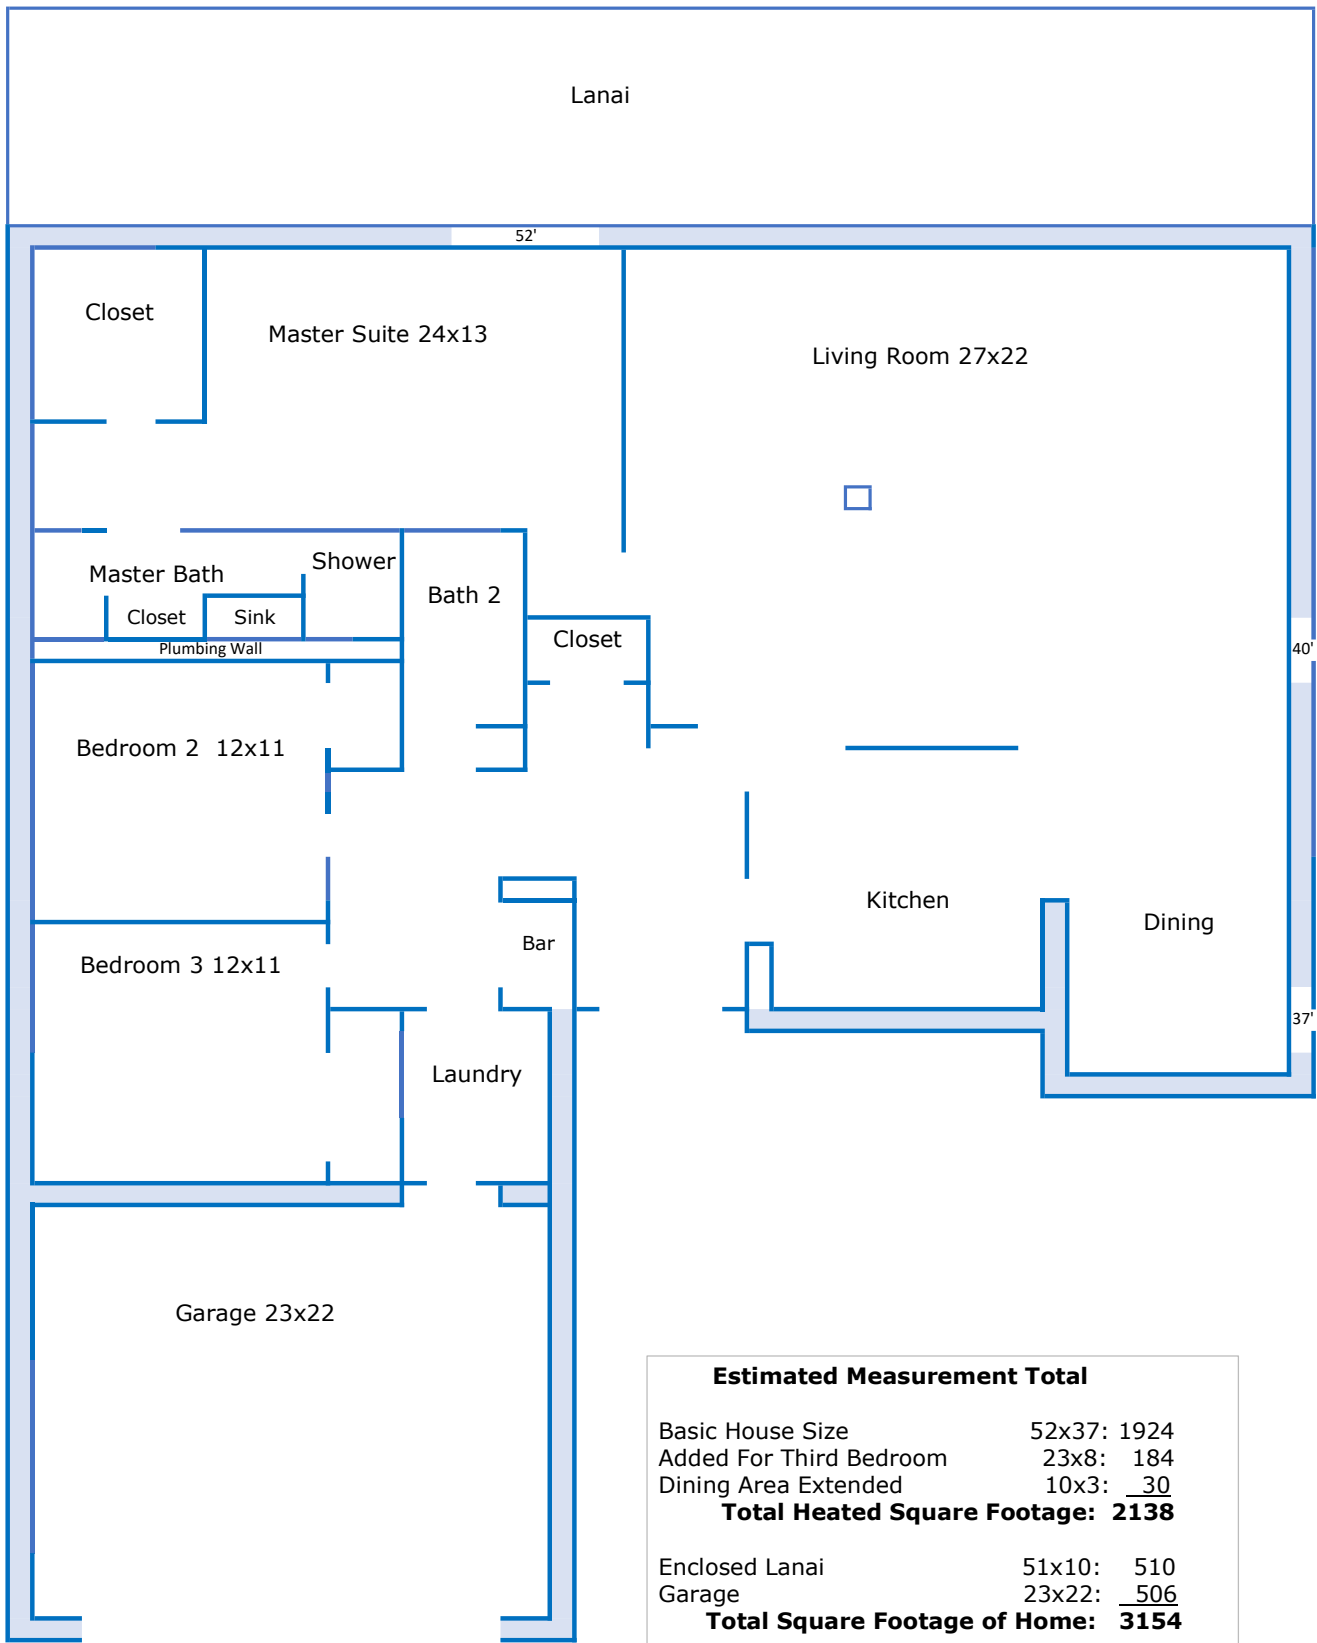 Lanai
52'
Closet
Master Suite 24x13
Living Room 27x22
Shower
Master Bath
Bath 2
Closet
Sink
Closet
Plumbing Wall
40'
Bedroom 2 12x11
Kitchen
Dining
Bar
Bedroom 3 12x11
37'
Laundry
Garage 23x22
Estimated Measurement Total
Basic House Size 52x37: 1924
Added For Third Bedroom 23x8: 184
Dining Area Extended 10x3: 30
Total Heated Square Footage: 2138
Enclosed Lanai 51x10: 510
Garage 23x22: 506
Total Square Footage of Home: 3154